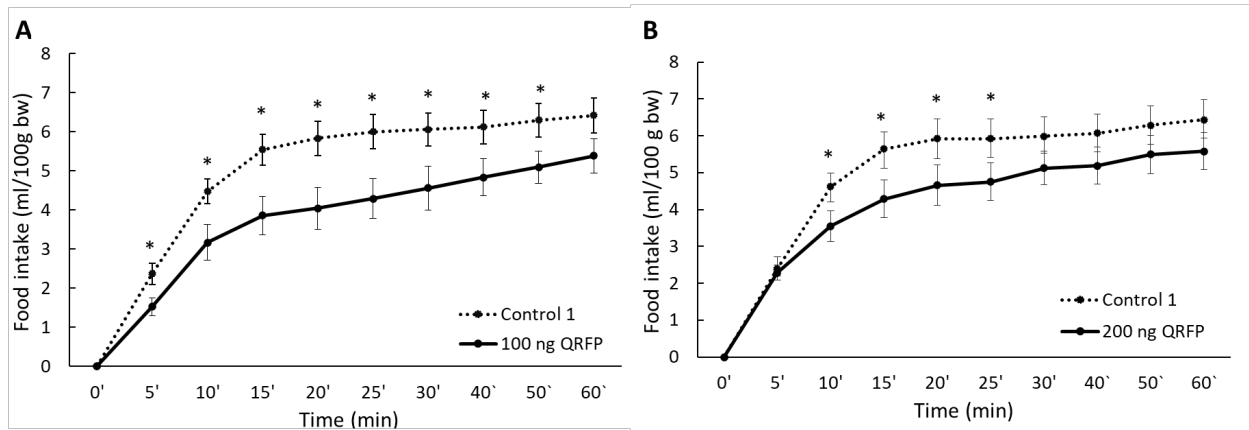 A
Food intake (ml/100g bw)
8
7
6
5
4
3
2
1
0
* * * * * * * * *
Control 1
100 ng QRFP
0' 5' 10' 15' 20' 25' 30' 40` 50` 60`
Time (min)
B
Food intake (ml/100 g bw)
8
7
6
5
4
3
2
1
0
* * * *
Control 1
200 ng QRFP
0' 5' 10' 15' 20' 25' 30' 40` 50` 60`
Time (min)